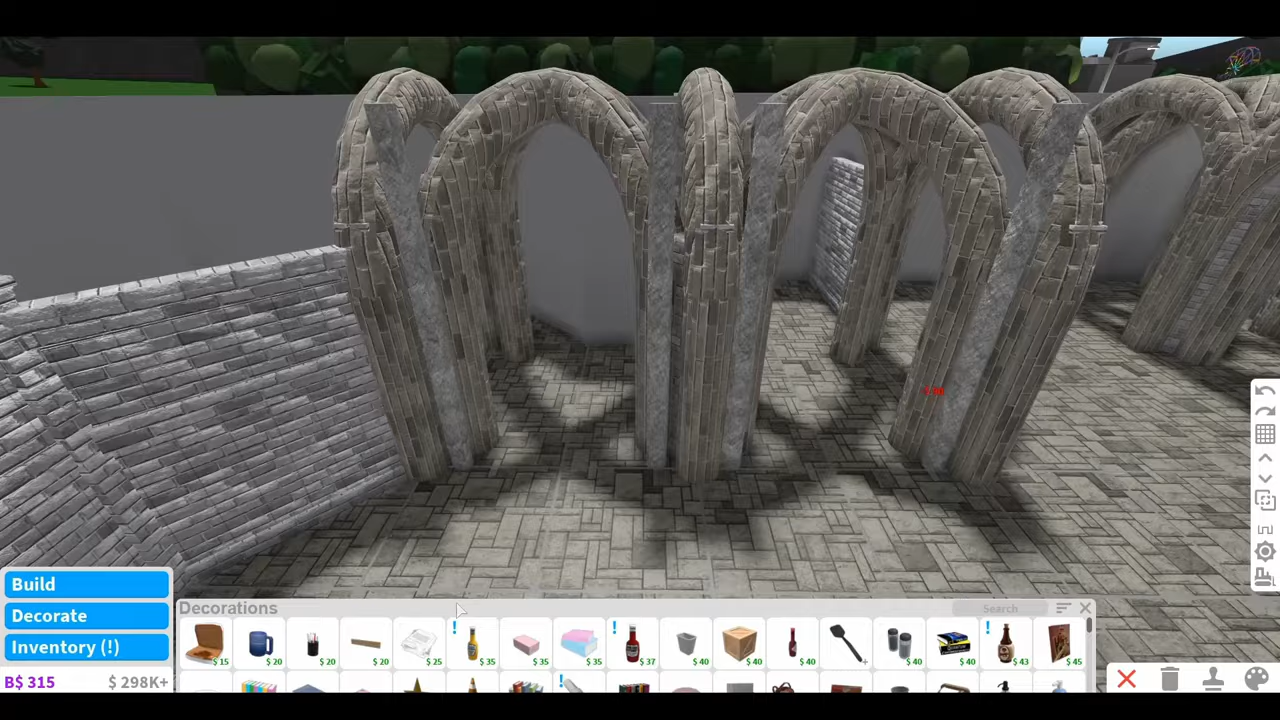 Build
Decorate
Inventory (!)
B$ 315
$ 298K+
Decorations
Search
$ 15
$ 20
$ 20
$ 20
$ 25
! $ 35
$ 35
$ 35
! $ 37
$ 40
$ 40
$ 40
+
$ 40
$ 40
! $ 43
$ 45
!